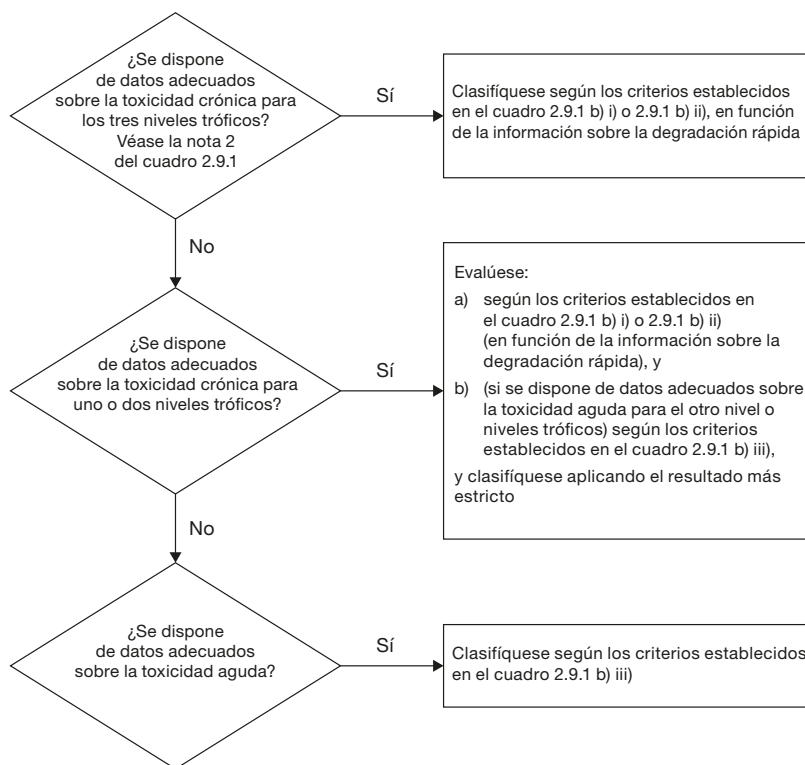 ¿Se dispone
de datos adecuados
sobre la toxicidad crónica para
los tres niveles tróficos?
Véase la nota 2
del cuadro 2.9.1
Sí
Clasifíquese según los criterios establecidos
en el cuadro 2.9.1 b) i) o 2.9.1 b) ii), en función
de la información sobre la degradación rápida
No
¿Se dispone
de datos adecuados
sobre la toxicidad crónica para
uno o dos niveles tróficos?
Sí
Evalúese:
a) según los criterios establecidos en
el cuadro 2.9.1 b) i) o 2.9.1 b) ii)
(en función de la información sobre la
degradación rápida), y
b) (si se dispone de datos adecuados sobre
la toxicidad aguda para el otro nivel o
niveles tróficos) según los criterios
establecidos en el cuadro 2.9.1 b) iii),
y clasifíquese aplicando el resultado más
estricto
No
¿Se dispone
de datos adecuados
sobre la toxicidad aguda?
Sí
Clasifíquese según los criterios establecidos
en el cuadro 2.9.1 b) iii)